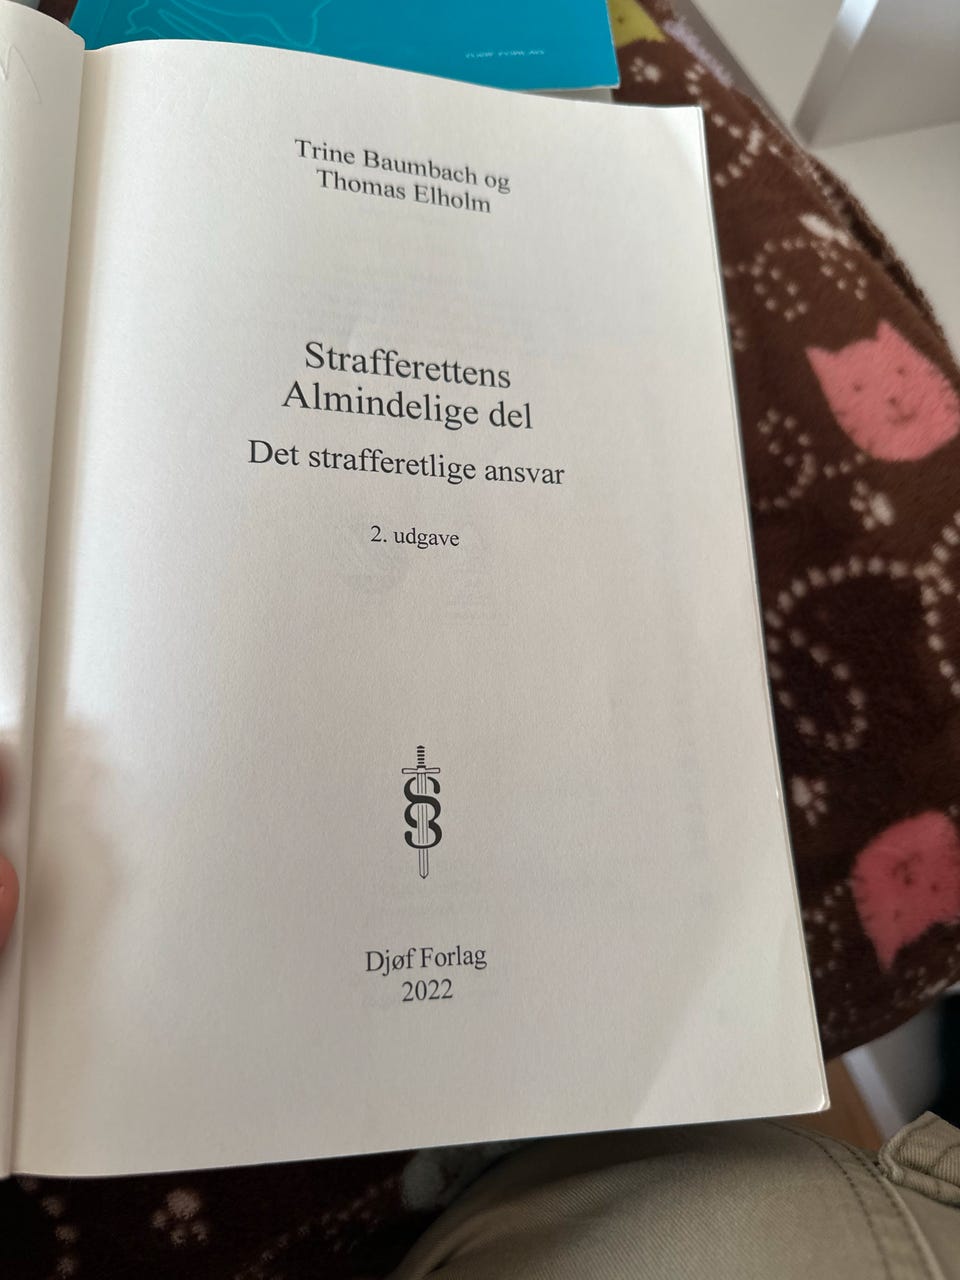 Trine Baumbach og
Thomas Elholm
Strafferettens
Almindelige del
Det strafferetlige ansvar
2. udgave
Djøf Forlag
2022